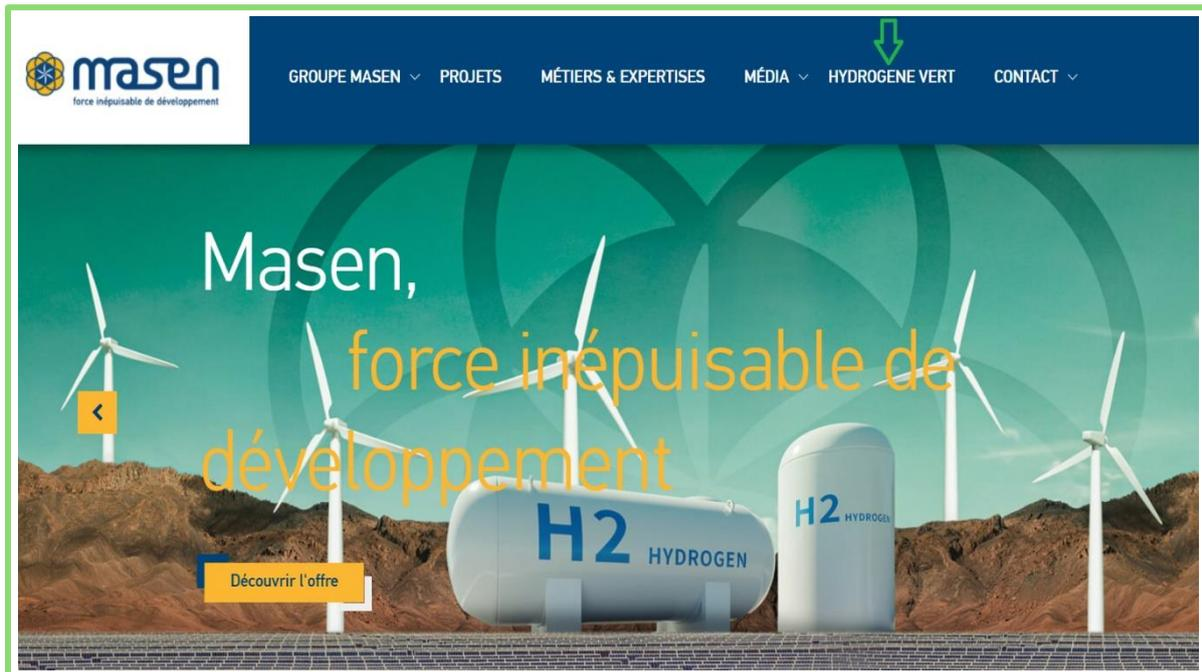 masen
force inépuisable de développement
GROUPE MASEN PROJETS MÉTIERS & EXPERTISES MÉDIA HYDROGENE VERT CONTACT
Masen,
force inépuisable de
développement
H2 HYDROGEN
H2 HYDROGEN
Découvrir l'offre